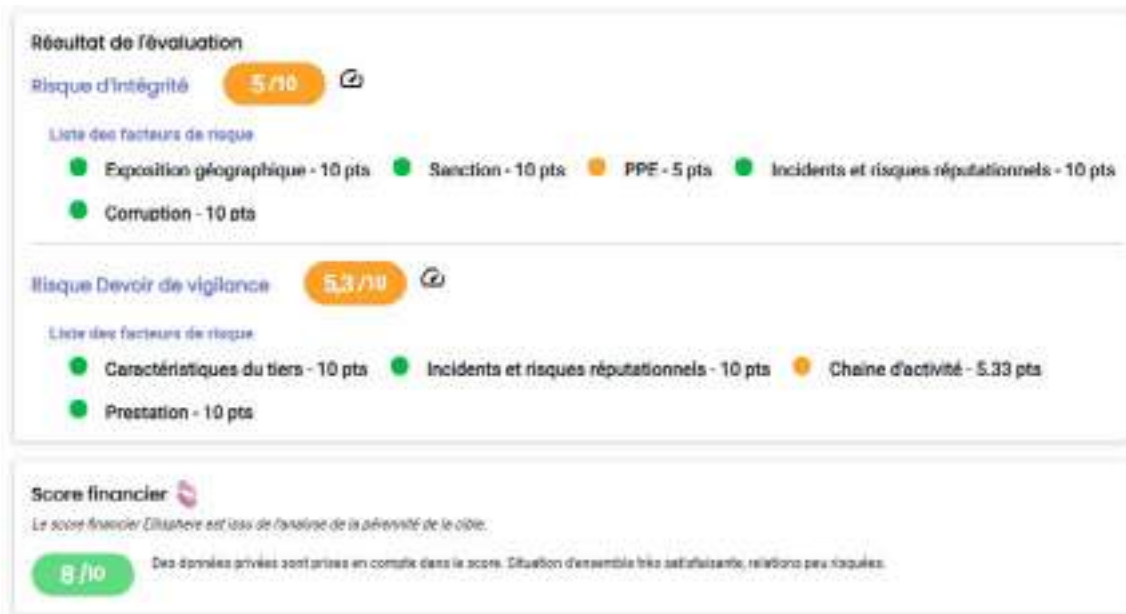 Résultat de l'évaluation
Risque d'Intégrité 5/10
Liste des facteurs de risque
Exposition géographique - 10 pts Sanction - 10 pts PPE - 5 pts Incidents et risques réputationnels - 10 pts
Corruption - 10 pts
Risque Devoir de vigilance 5,3/10
Liste des facteurs de risque
Caractéristiques du tiers - 10 pts Incidents et risques réputationnels - 10 pts Chaine d'activité - 5.33 pts
Prestation - 10 pts
Score financier
Le score financier Ellisphere est issu de l'analyse de la pérennité de la cible.
8/10 Des données privées sont prises en compte dans le score. Situation d'ensemble très satisfaisante, relations peu risquées.